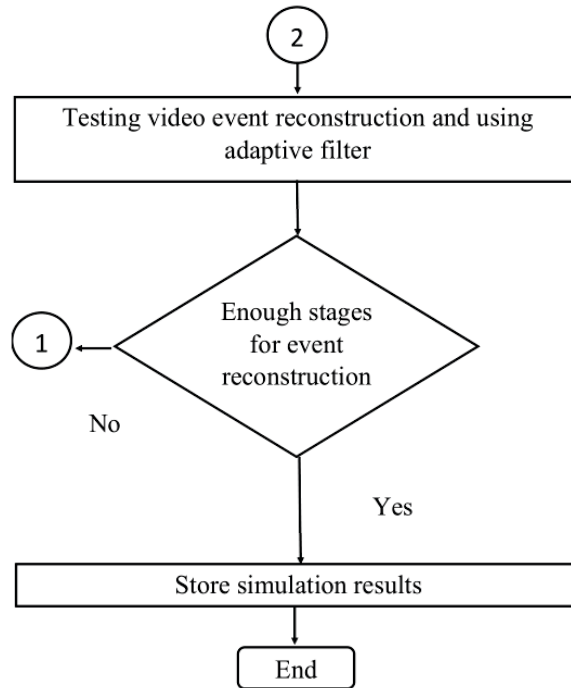 2
Testing video event reconstruction and using
adaptive filter
Enough stages
for event
reconstruction
1
No
Yes
Store simulation results
End